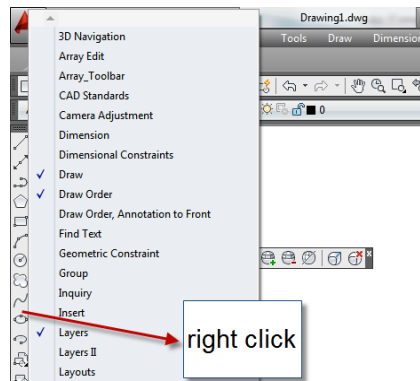 Drawing1.dwg
Tools Draw Dimension
0
3D Navigation
Array Edit
Array_Toolbar
CAD Standards
Camera Adjustment
Dimension
Dimensional Constraints
Draw
Draw Order
Draw Order, Annotation to Front
Find Text
Geometric Constraint
Group
Inquiry
Insert
Layers
Layers II
Layouts
right click